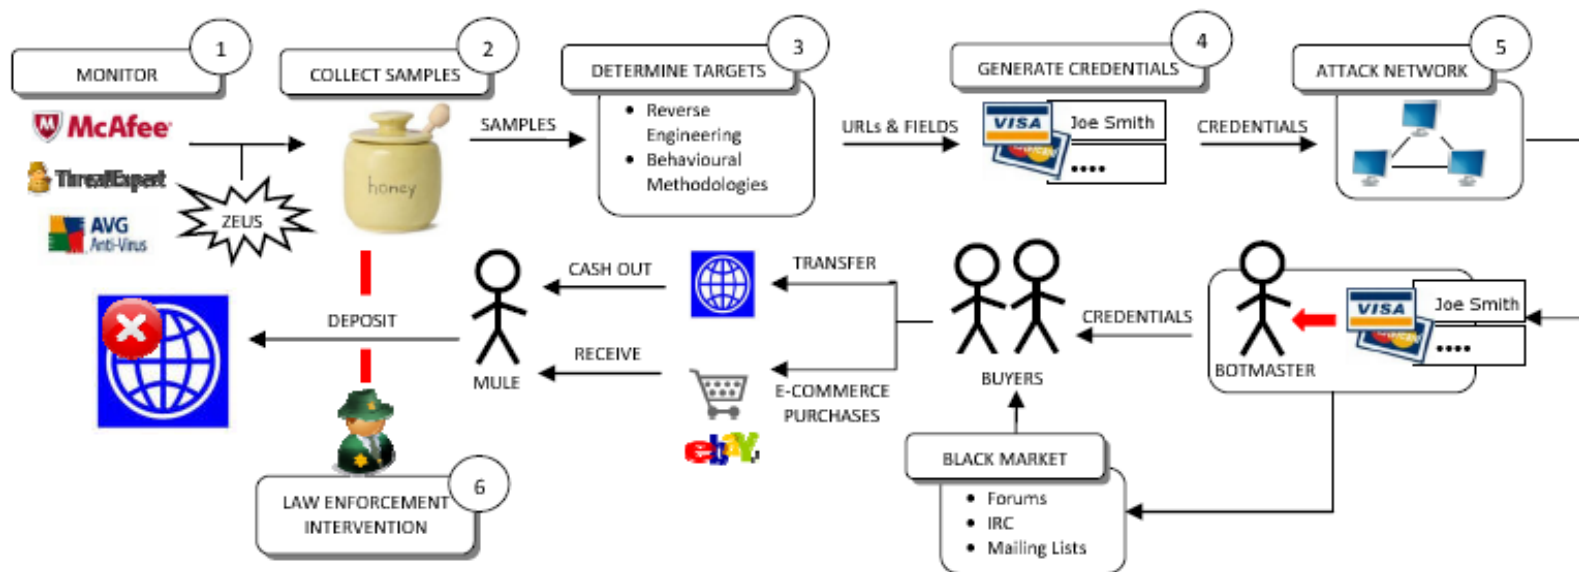 1
MONITOR
McAfee
ThreatExpert
AVG
Anti-Virus
ZEUS
2
COLLECT SAMPLES
honey
SAMPLES
3
DETERMINE TARGETS
• Reverse
Engineering
• Behavioural
Methodologies
URLs & FIELDS
4
GENERATE CREDENTIALS
VISA
MasterCard
Joe Smith
••••
CREDENTIALS
5
ATTACK NETWORK
VISA
MasterCard
Joe Smith
••••
BOTMASTER
CREDENTIALS
BUYERS
BLACK MARKET
• Forums
• IRC
• Mailing Lists
TRANSFER
E-COMMERCE
PURCHASES
ebay
CASH OUT
RECEIVE
MULE
DEPOSIT
6
LAW ENFORCEMENT
INTERVENTION